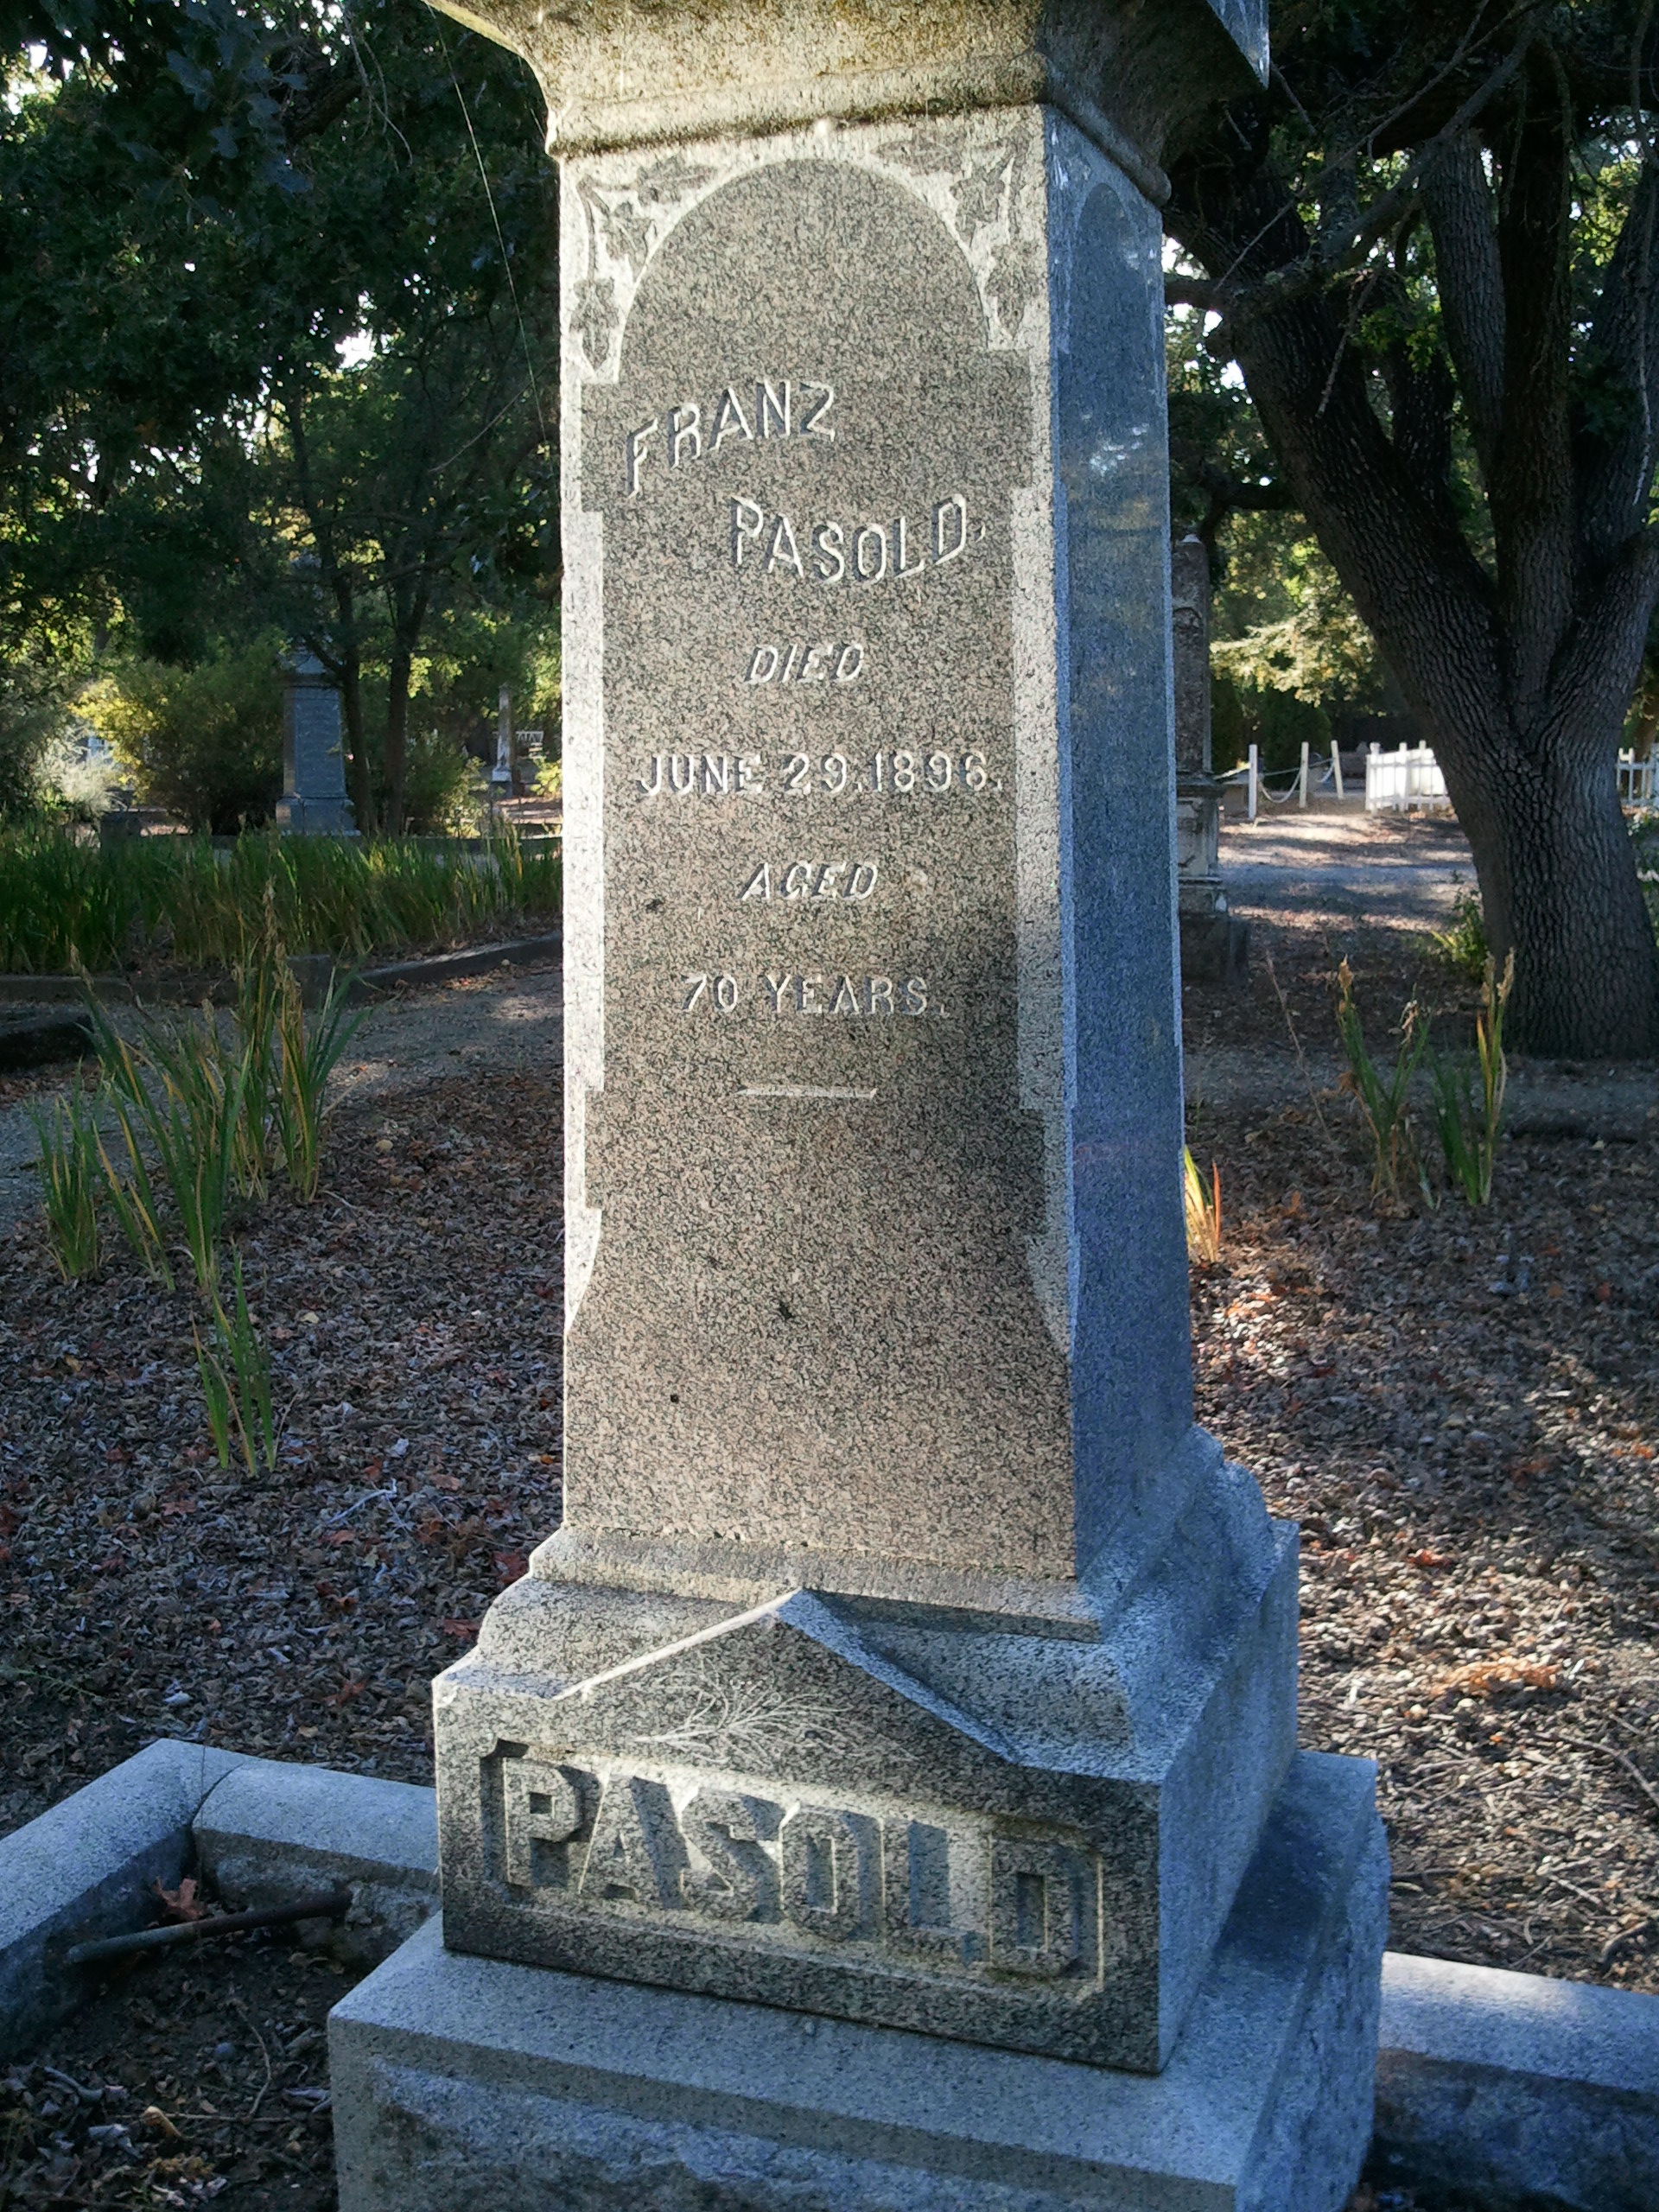 FRANZ
PASOLD.
DIED
JUNE 29.1896.
AGED
70 YEARS.
PASOLD